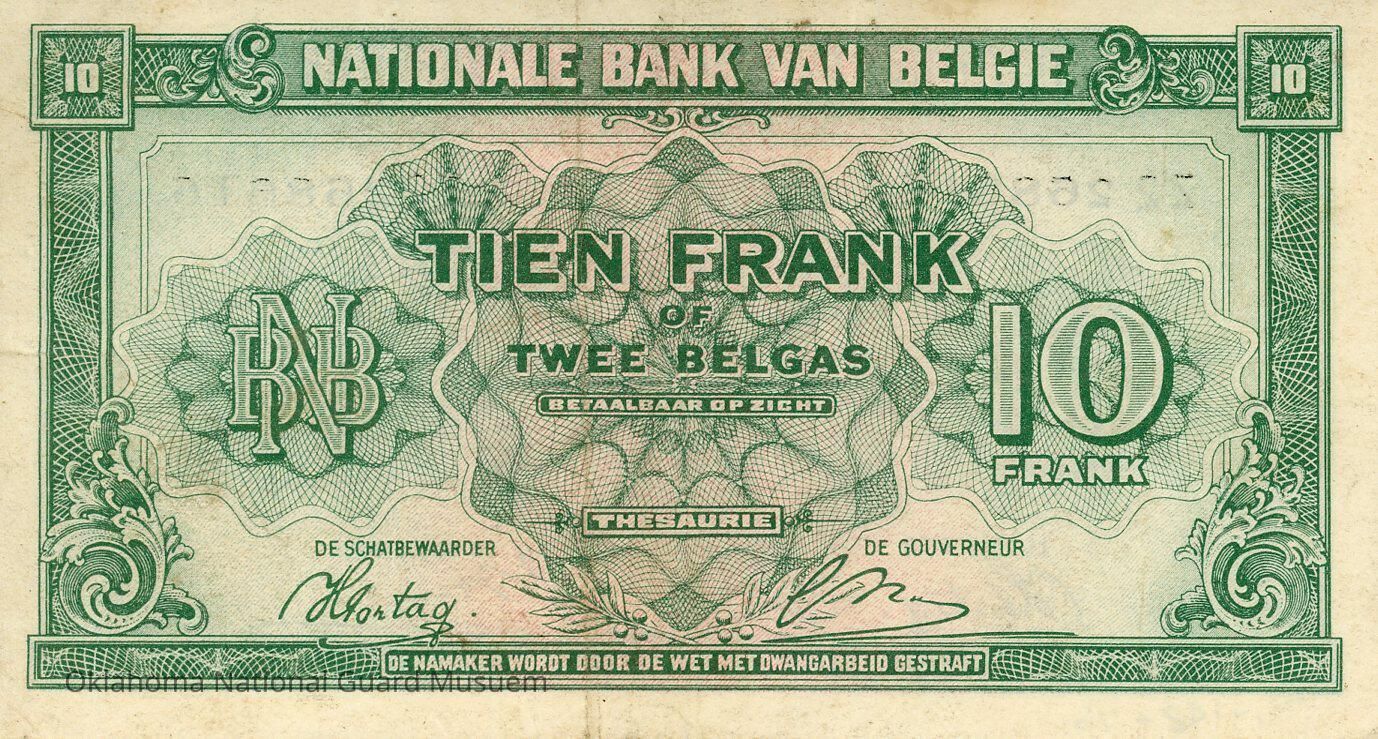 10 NATIONALE BANK VAN BELGIE 10
TIEN FRANK
OF
TWEE BELGAS
BETAALBAAR OP ZICHT
BNB 10
FRANK
THESAURIE
DE SCHATBEWAARDER DE GOUVERNEUR
DE NAMAKER WORDT DOOR DE WET MET DWANGARBEID GESTRAFT
Oklahoma National Guard Musuem